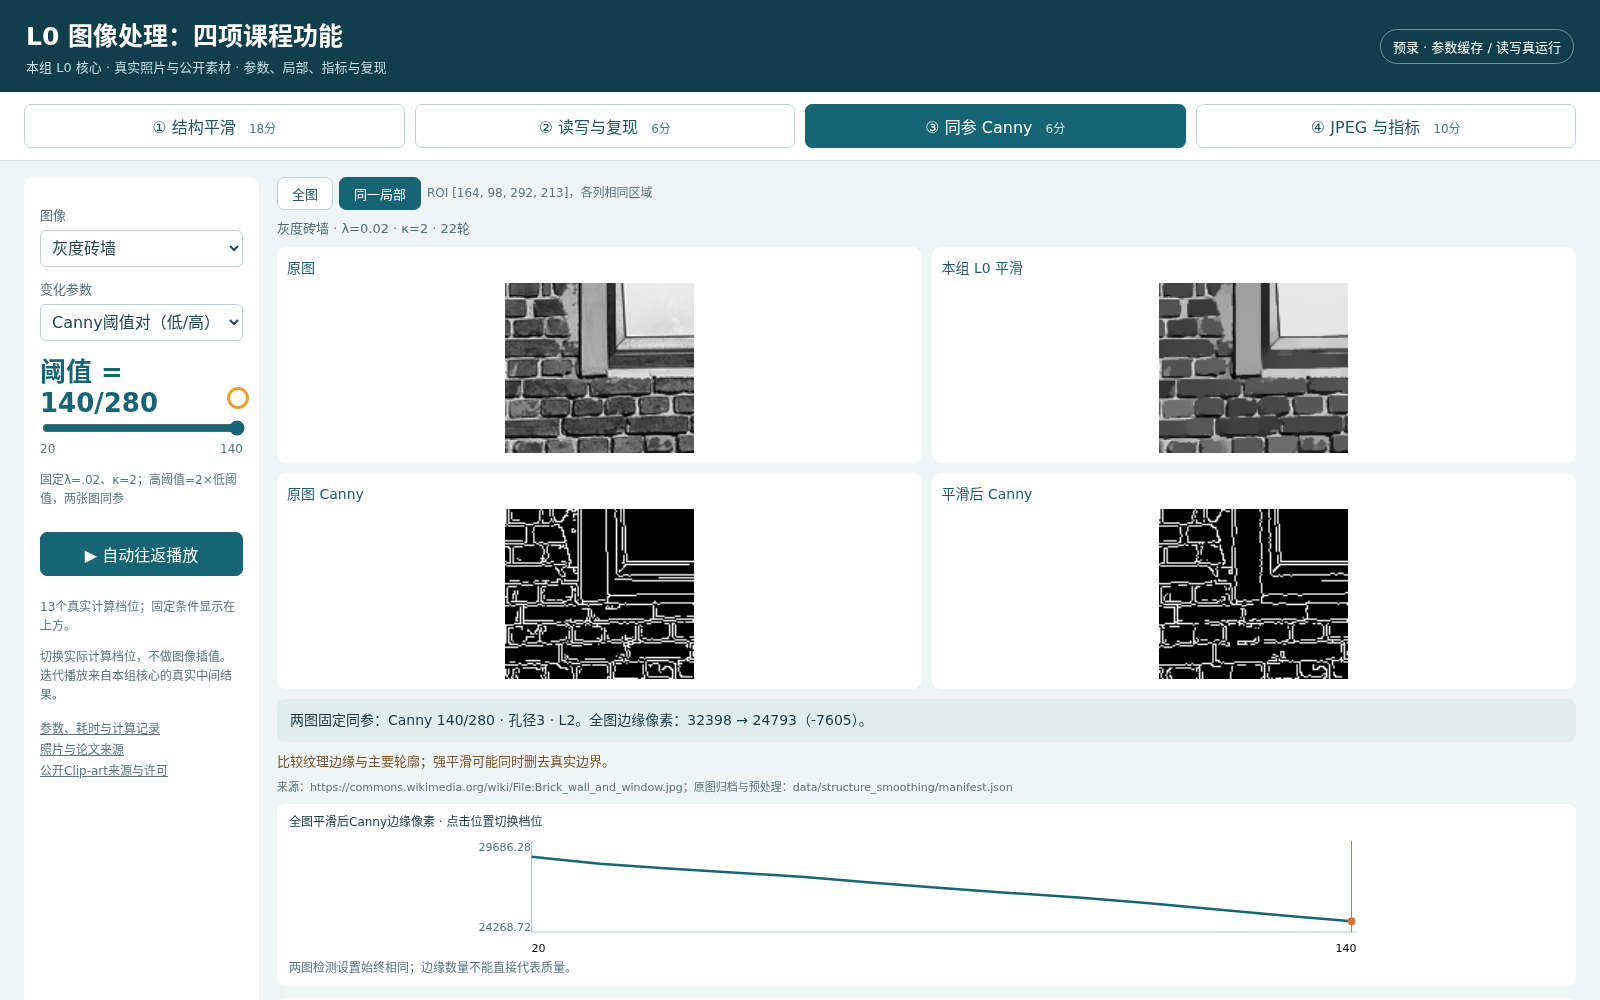 L0 图像处理：四项课程功能
本组 L0 核心 · 真实照片与公开素材 · 参数、局部、指标与复现
预录 · 参数缓存 / 读写真运行
① 结构平滑 18分
② 读写与复现 6分
③ 同参 Canny 6分
④ JPEG 与指标 10分
图像
灰度砖墙
变化参数
Canny阈值对（低/高）
阈值 =
140/280
20 140
固定λ=.02、κ=2；高阈值=2×低阈
值，两张图同参
▶ 自动往返播放
13个真实计算档位；固定条件显示在
上方。
切换实际计算档位，不做图像插值。
迭代播放来自本组核心的真实中间结
果。
参数、耗时与计算记录
照片与论文来源
公开Clip-art来源与许可
全图 同一局部 ROI [164, 98, 292, 213]，各列相同区域
灰度砖墙 · λ=0.02 · κ=2 · 22轮
原图
本组 L0 平滑
原图 Canny
平滑后 Canny
两图固定同参：Canny 140/280 · 孔径3 · L2。全图边缘像素：32398 → 24793（-7605）。
比较纹理边缘与主要轮廓；强平滑可能同时删去真实边界。
来源：https://commons.wikimedia.org/wiki/File:Brick_wall_and_window.jpg；原图归档与预处理：data/structure_smoothing/manifest.json
全图平滑后Canny边缘像素 · 点击位置切换档位
29686.28
24268.72
20 140
两图检测设置始终相同；边缘数量不能直接代表质量。